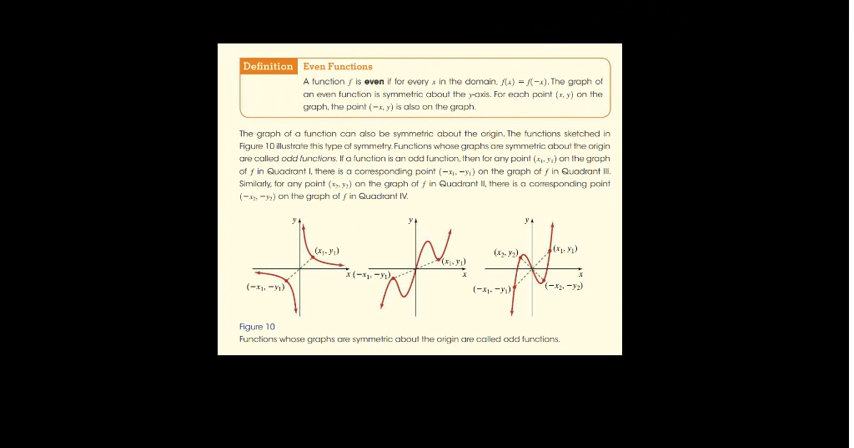 Definition Even Functions
A function f is even if for every x in the domain, f(x) = f(−x). The graph of
an even function is symmetric about the y-axis. For each point (x, y) on the
graph, the point (−x, y) is also on the graph.
The graph of a function can also be symmetric about the origin. The functions sketched in
Figure 10 illustrate this type of symmetry. Functions whose graphs are symmetric about the origin
are called odd functions. If a function is an odd function, then for any point (x₁, y₁) on the graph
of f in Quadrant I, there is a corresponding point (−x₁, −y₁) on the graph of f in Quadrant III.
Similarly, for any point (x₂, y₂) on the graph of f in Quadrant II, there is a corresponding point
(−x₂, −y₂) on the graph of f in Quadrant IV.
y
(x₁, y₁)
x
(−x₁, −y₁)
y
(x₁, y₁)
x
(−x₁, −y₁)
y
(x₂, y₂)
(x₁, y₁)
x
(−x₁, −y₁)
(−x₂, −y₂)
Figure 10
Functions whose graphs are symmetric about the origin are called odd functions.